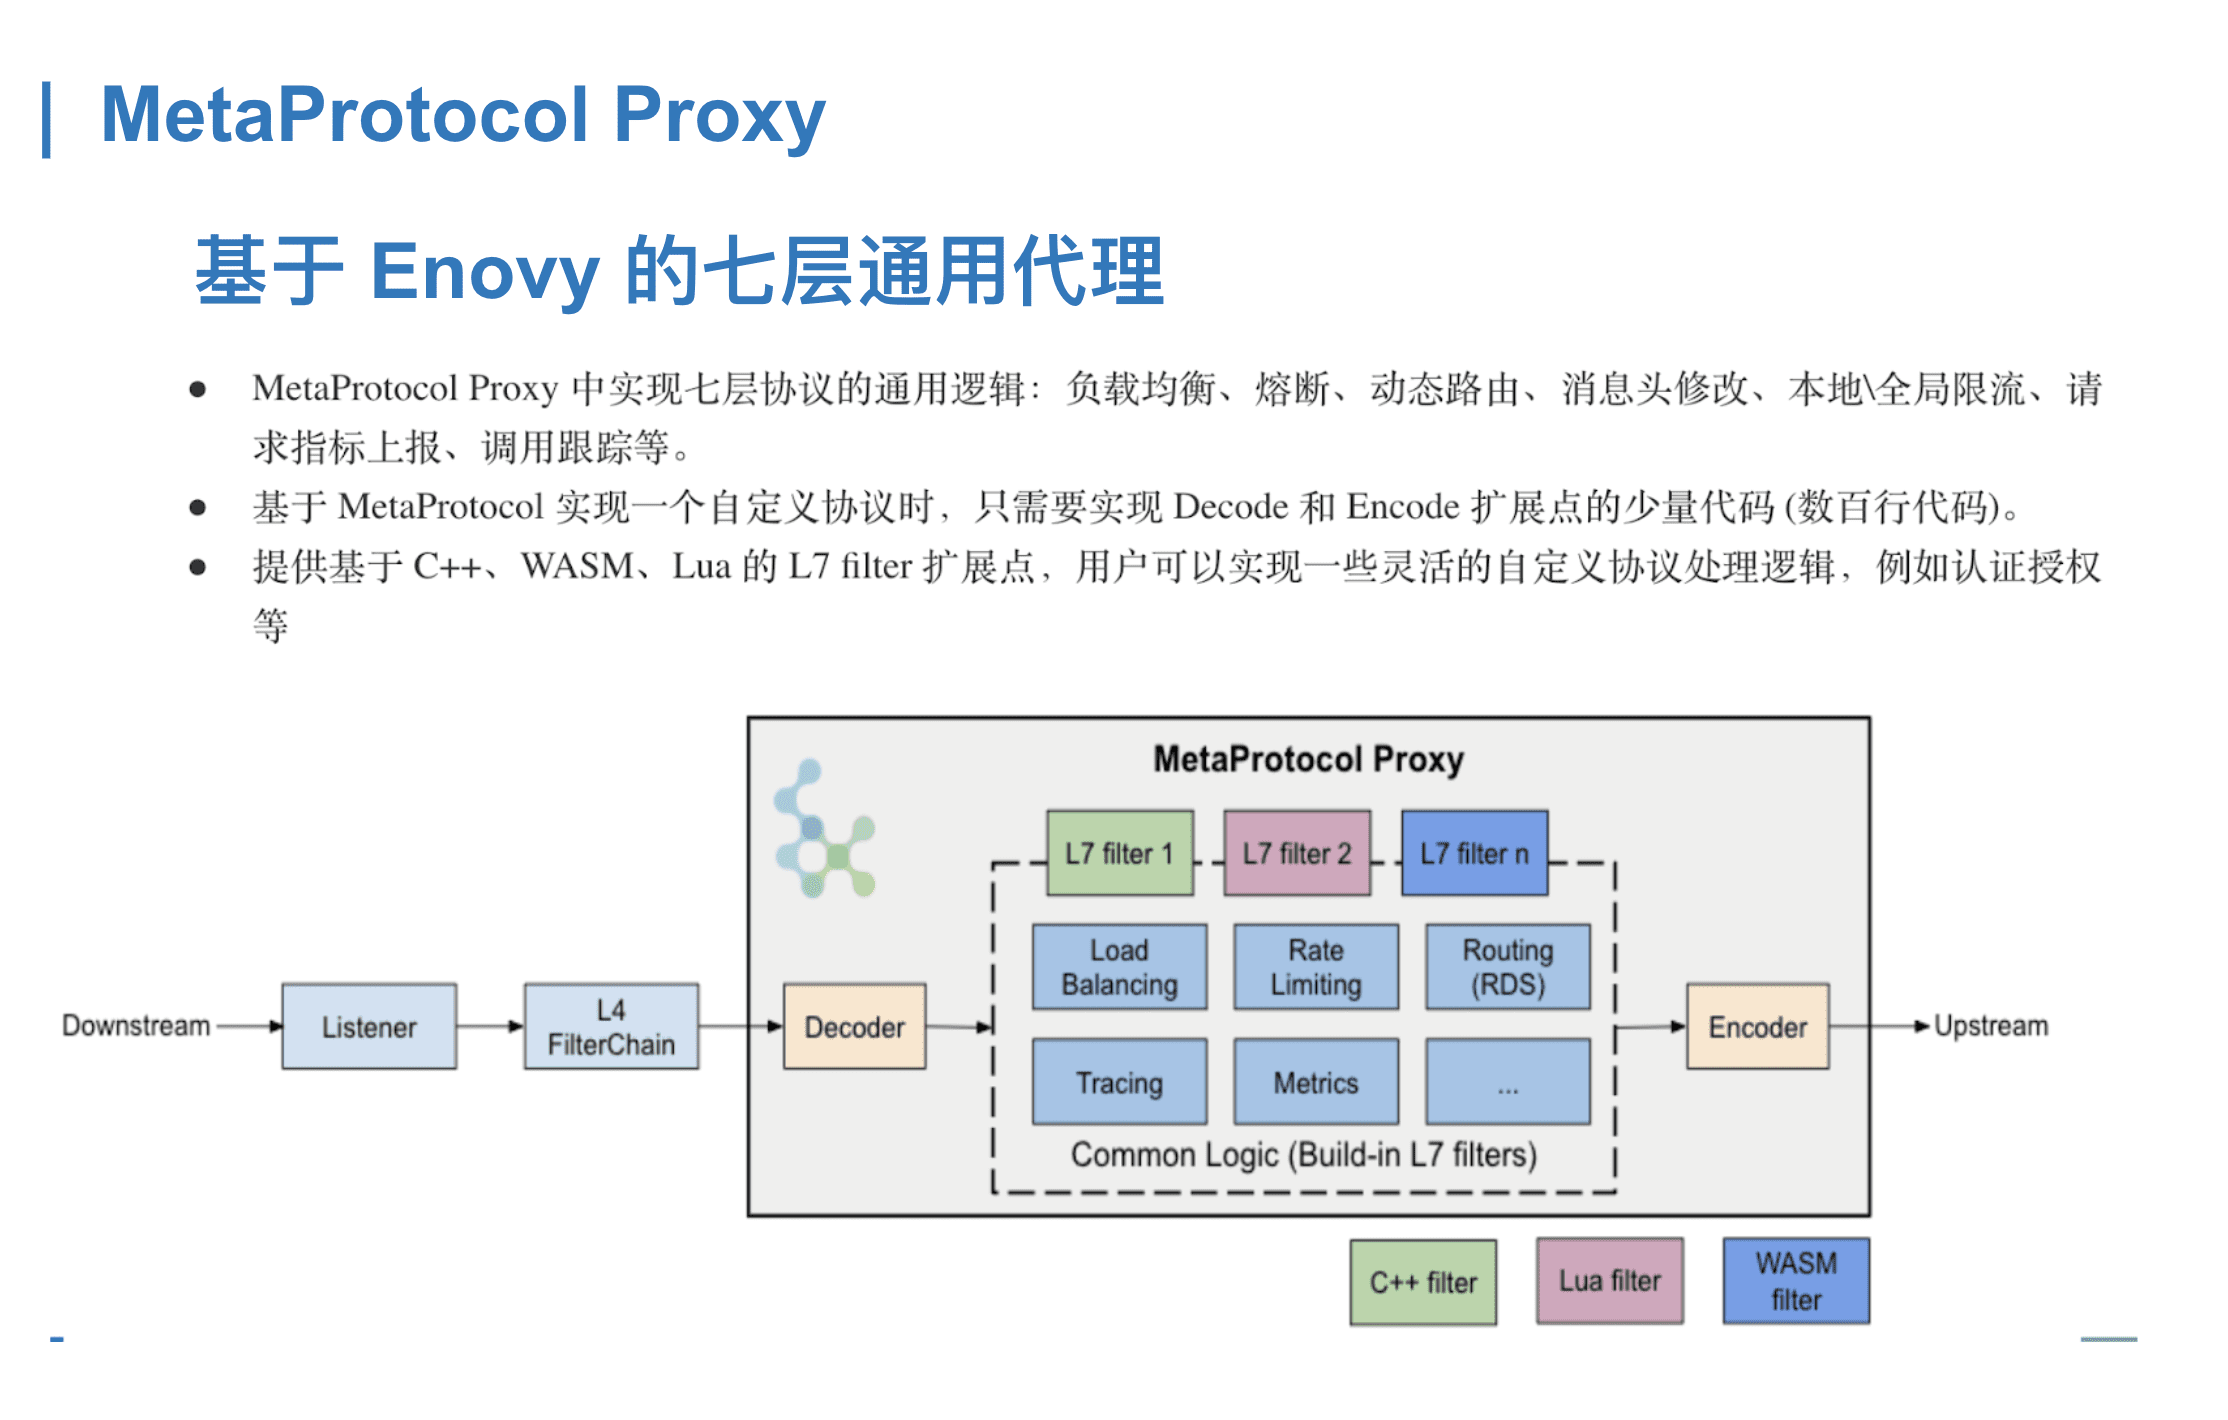 MetaProtocol Proxy
基于 Enovy 的七层通用代理
● MetaProtocol Proxy 中实现七层协议的通用逻辑：负载均衡、熔断、动态路由、消息头修改、本地\全局限流、请
求指标上报、调用跟踪等。
● 基于 MetaProtocol 实现一个自定义协议时，只需要实现 Decode 和 Encode 扩展点的少量代码 (数百行代码)。
● 提供基于 C++、WASM、Lua 的 L7 filter 扩展点，用户可以实现一些灵活的自定义协议处理逻辑，例如认证授权
等
MetaProtocol Proxy
L7 filter 1
L7 filter 2
L7 filter n
Load
Balancing
Rate
Limiting
Routing
(RDS)
Downstream
Listener
L4
FilterChain
Decoder
Encoder
Upstream
Tracing
Metrics
...
Common Logic (Build-in L7 filters)
C++ filter
Lua filter
WASM
filter